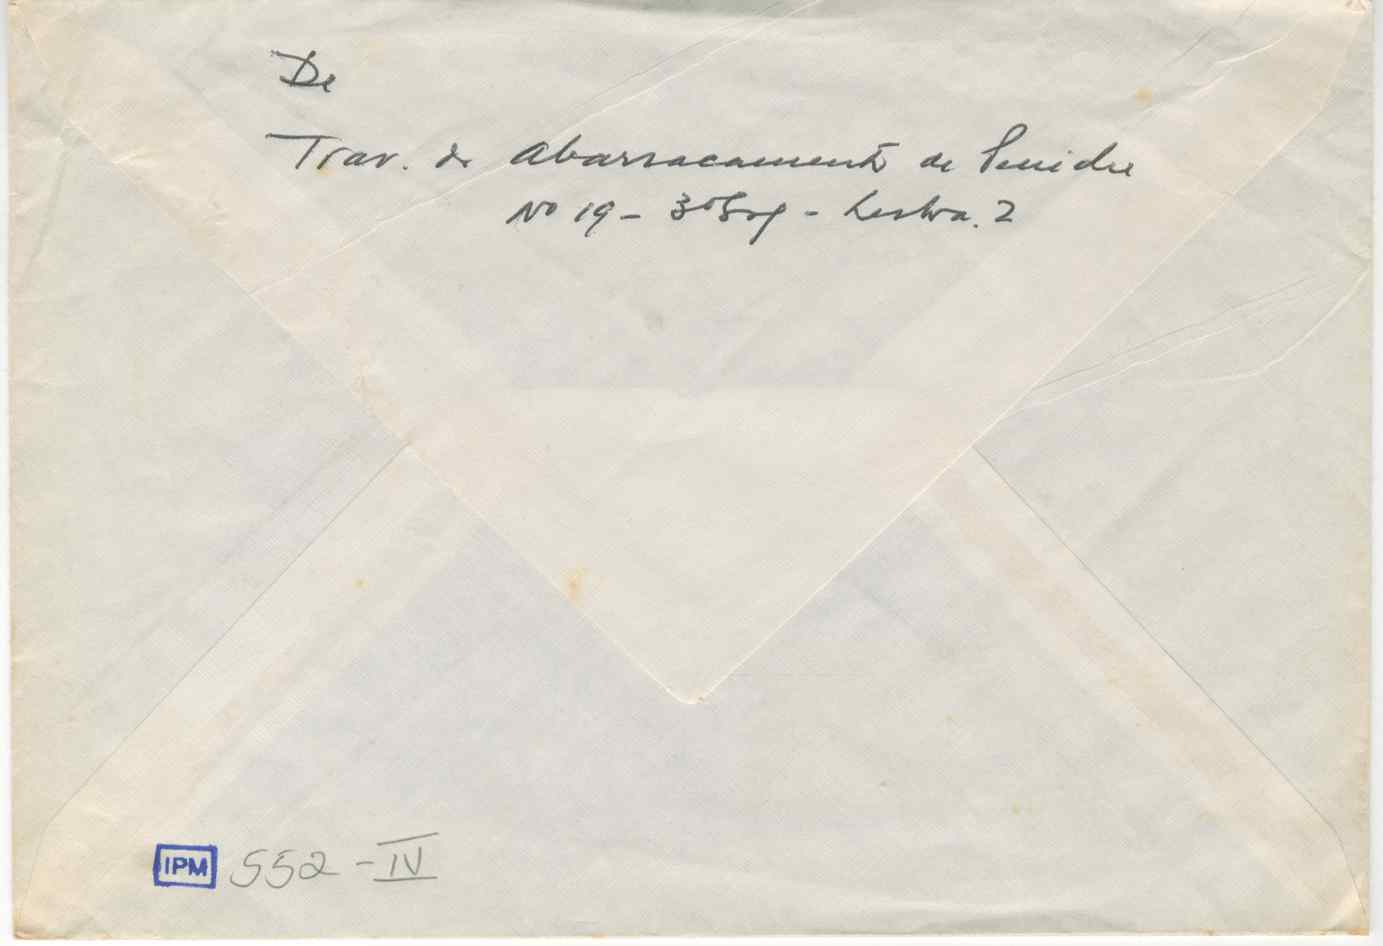 De
Trav. do Abarracamento de Peniche
Nº 19 - 3º Esq - Lisboa. 2
IPM 552 - IV